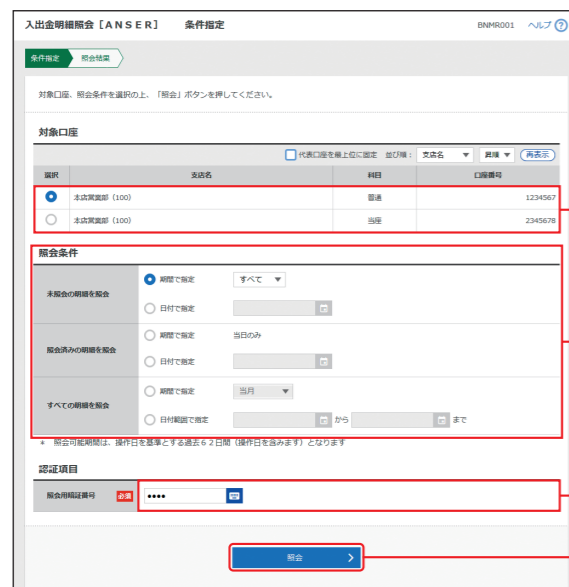 入出金明細照会［ANSER］ 条件指定 BNMR001 ヘルプ ?
条件指定 照会結果
対象口座、照会条件を選択の上、「照会」ボタンを押してください。
対象口座
代表口座を最上位に固定 並び順： 支店名 ▼ 昇順 ▼ 再表示
選択 支店名 科目 口座番号
本店営業部（100） 普通 1234567
本店営業部（100） 当座 2345678
照会条件
未照会の明細を照会 期間で指定 すべて ▼
日付で指定
照会済みの明細を照会 期間で指定 当日のみ
日付で指定
すべての明細を照会 期間で指定 当月 ▼
日付範囲で指定 から まで
* 照会可能期間は、操作日を基準とする過去６２日間（操作日を含みます）となります
認証項目
照会用暗証番号 必須 ●●●●
照会